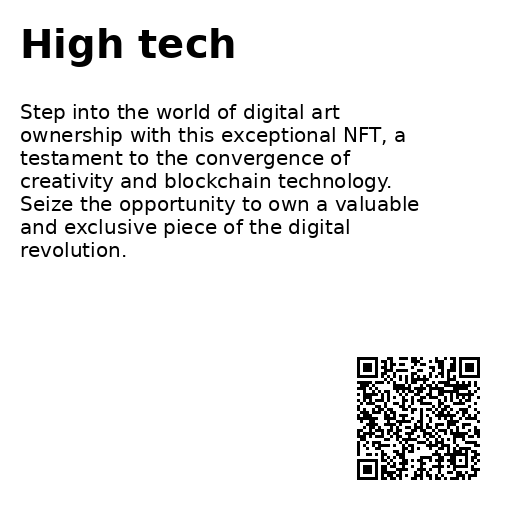 High tech
Step into the world of digital art
ownership with this exceptional NFT, a
testament to the convergence of
creativity and blockchain technology.
Seize the opportunity to own a valuable
and exclusive piece of the digital
revolution.